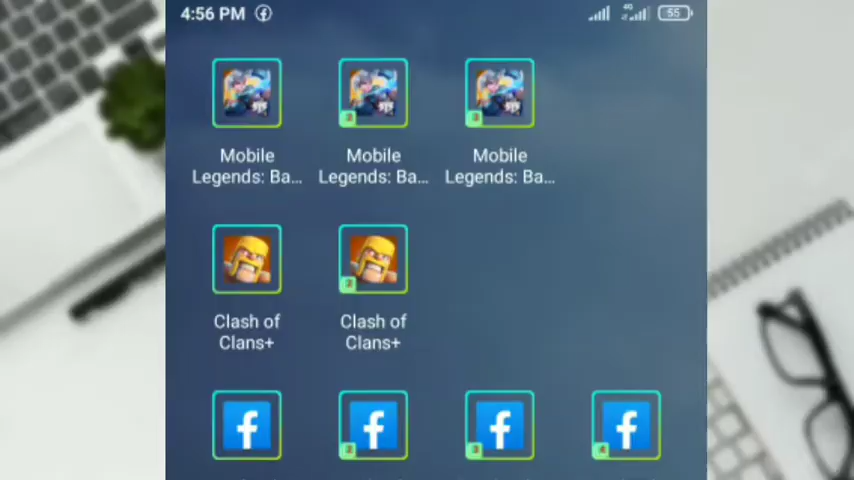 4:56 PM
4G
55
Mobile Legends: Ba...
Mobile Legends: Ba...
Mobile Legends: Ba...
Clash of Clans+
Clash of Clans+